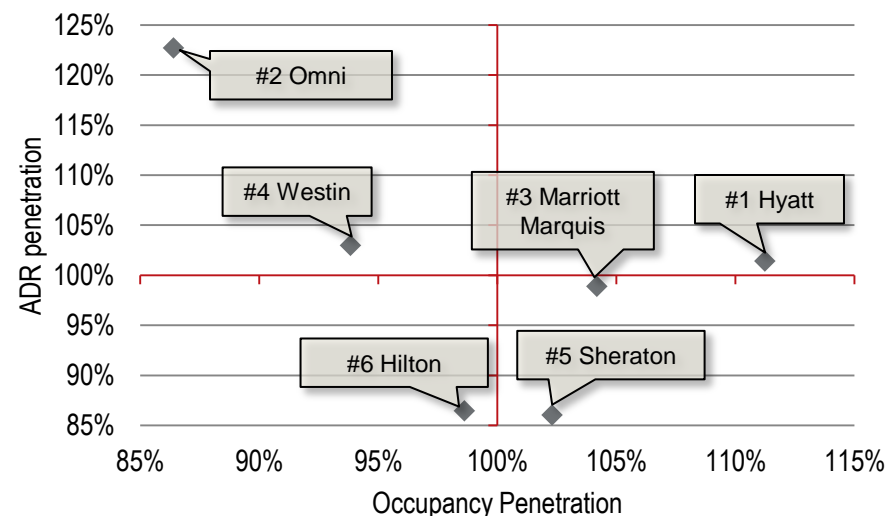 125%
120%
115%
110%
105%
100%
95%
90%
85%
ADR penetration
#2 Omni
#4 Westin
#3 Marriott
Marquis
#1 Hyatt
#6 Hilton
#5 Sheraton
85% 90% 95% 100% 105% 110% 115%
Occupancy Penetration